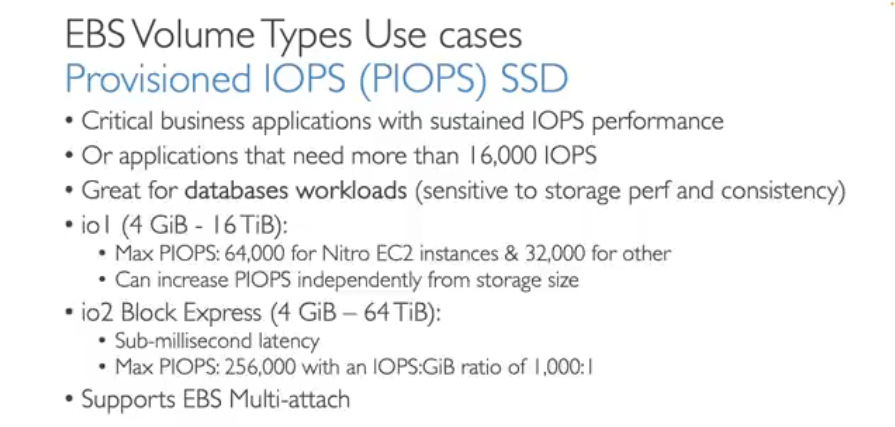 EBS Volume Types Use cases
Provisioned IOPS (PIOPS) SSD
• Critical business applications with sustained IOPS performance
• Or applications that need more than 16,000 IOPS
• Great for databases workloads (sensitive to storage perf and consistency)
• io1 (4 GiB - 16 TiB):
• Max PIOPS: 64,000 for Nitro EC2 instances & 32,000 for other
• Can increase PIOPS independently from storage size
• io2 Block Express (4 GiB – 64 TiB):
• Sub-millisecond latency
• Max PIOPS: 256,000 with an IOPS:GiB ratio of 1,000:1
• Supports EBS Multi-attach